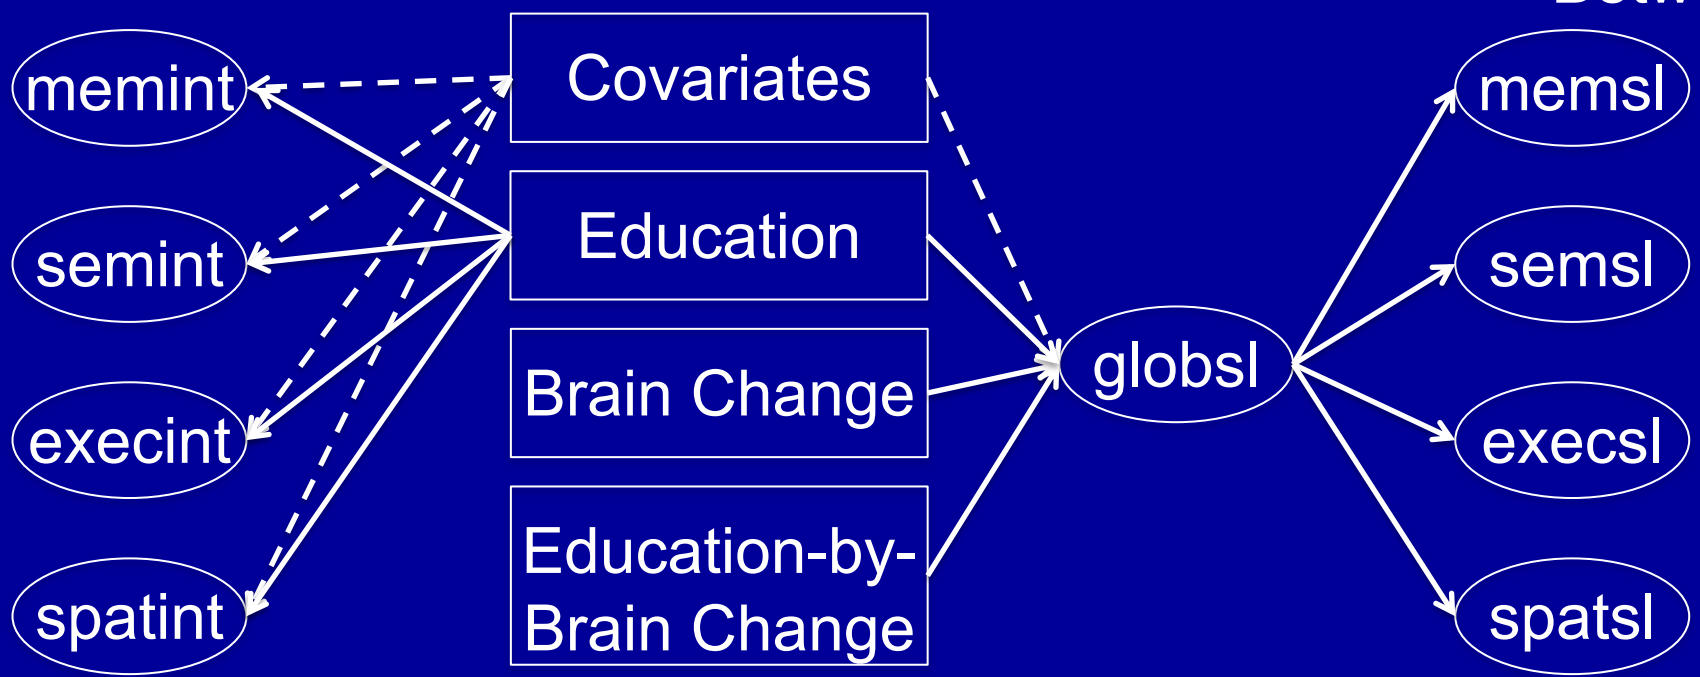 memint
semint
execint
spatint
Covariates
Education
Brain Change
Education-by-
Brain Change
globsl
memsl
semsl
execsl
spatsl